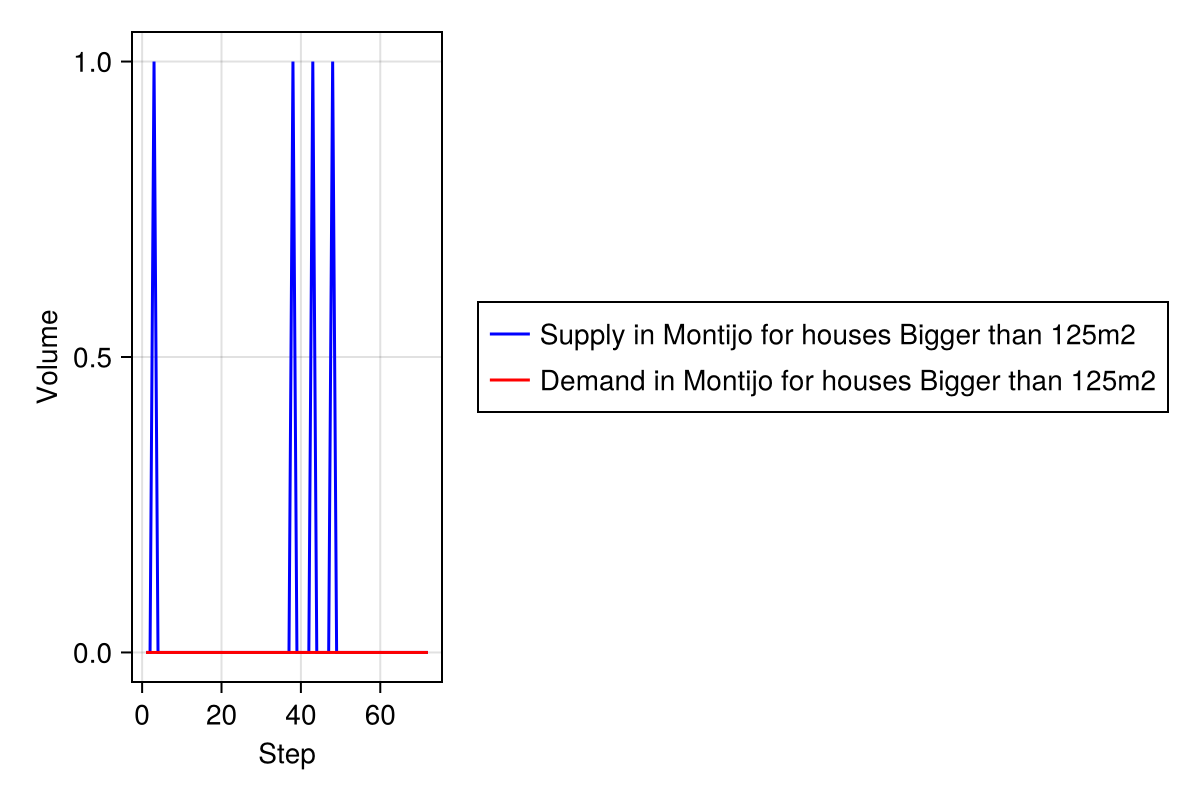 1.0
0.5
0.0
Volume
0 20 40 60
Step
Supply in Montijo for houses Bigger than 125m2
Demand in Montijo for houses Bigger than 125m2